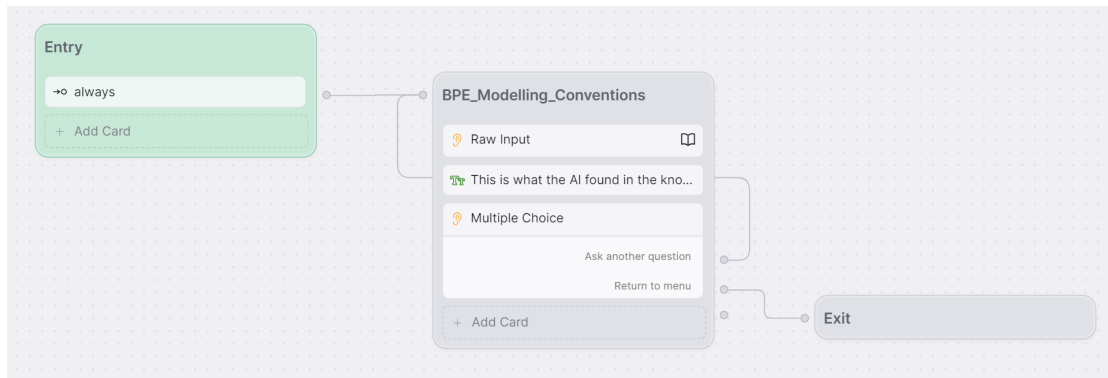 Entry
always
+ Add Card
BPE_Modelling_Conventions
Raw Input
This is what the AI found in the kno...
Multiple Choice
Ask another question
Return to menu
+ Add Card
Exit